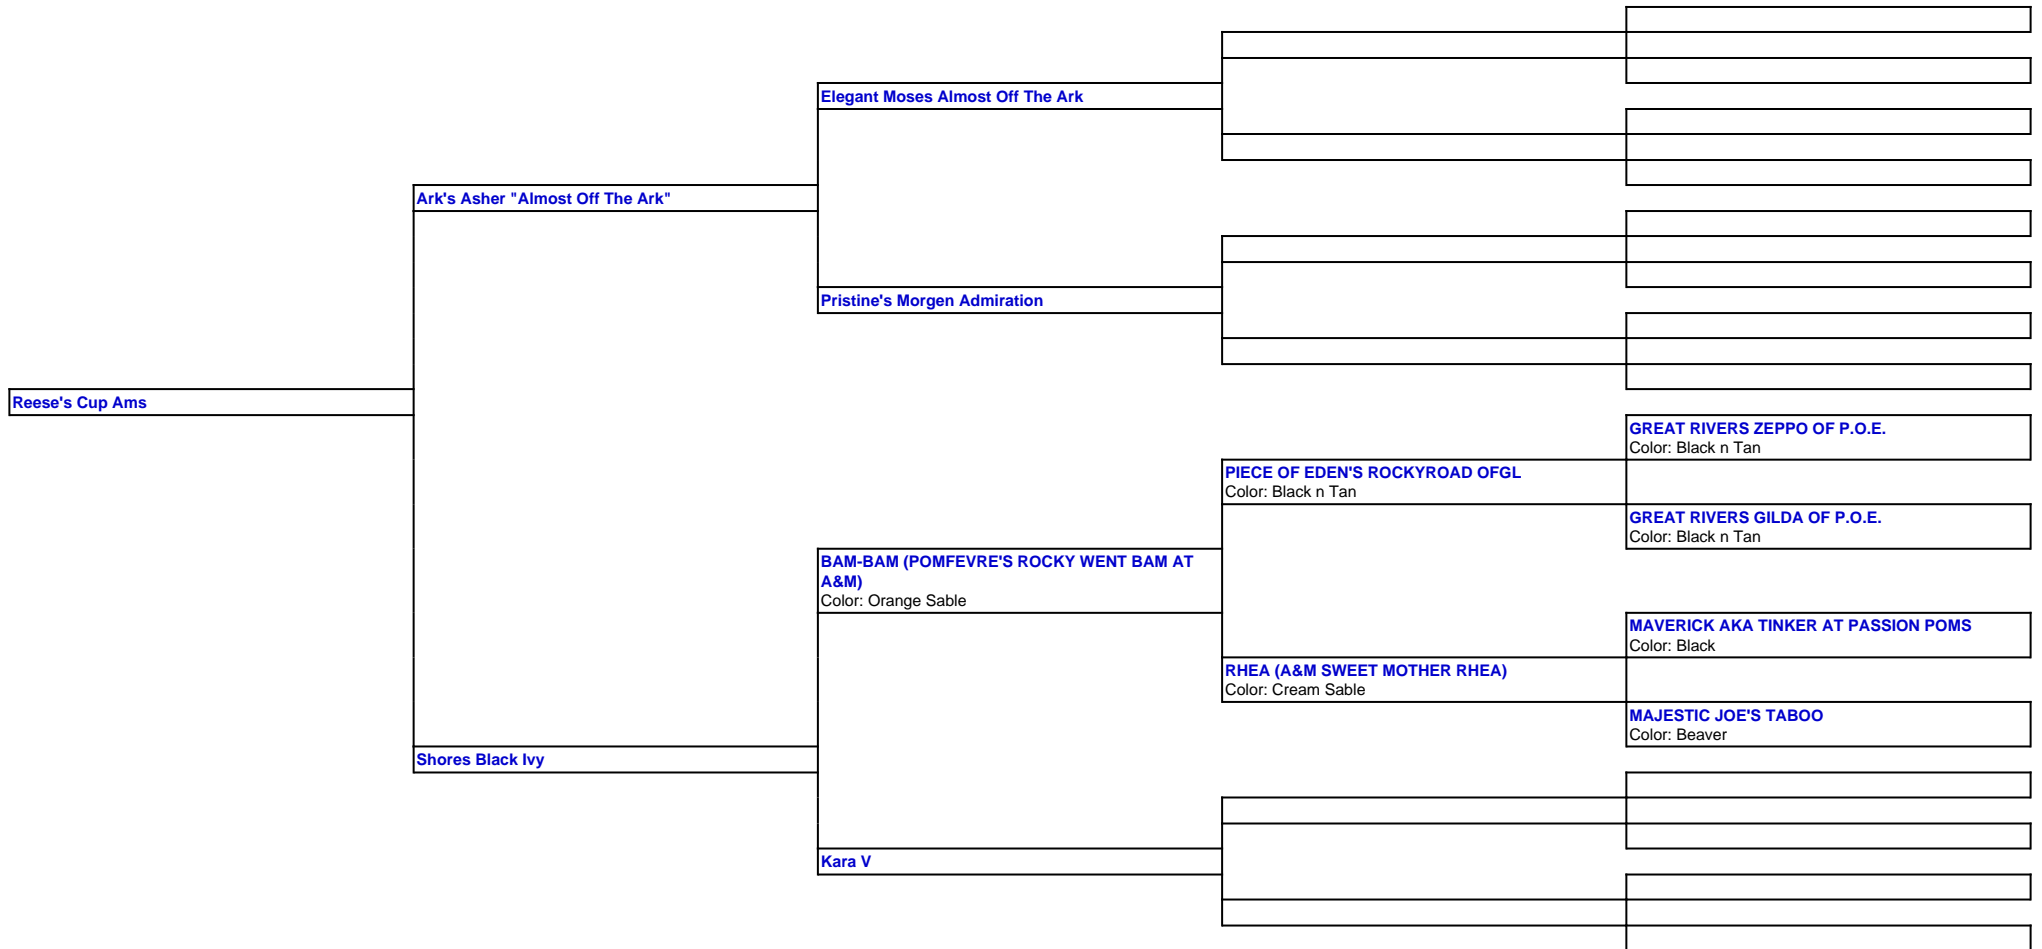 Elegant Moses Almost Off The Ark
Ark's Asher "Almost Off The Ark"
Pristine's Morgen Admiration
Reese's Cup Ams
GREAT RIVERS ZEPPO OF P.O.E.
Color: Black n Tan
PIECE OF EDEN'S ROCKYROAD OFGL
Color: Black n Tan
GREAT RIVERS GILDA OF P.O.E.
Color: Black n Tan
BAM-BAM (POMFEVRE'S ROCKY WENT BAM AT
A&M)
Color: Orange Sable
MAVERICK AKA TINKER AT PASSION POMS
Color: Black
RHEA (A&M SWEET MOTHER RHEA)
Color: Cream Sable
MAJESTIC JOE'S TABOO
Color: Beaver
Shores Black Ivy
Kara V